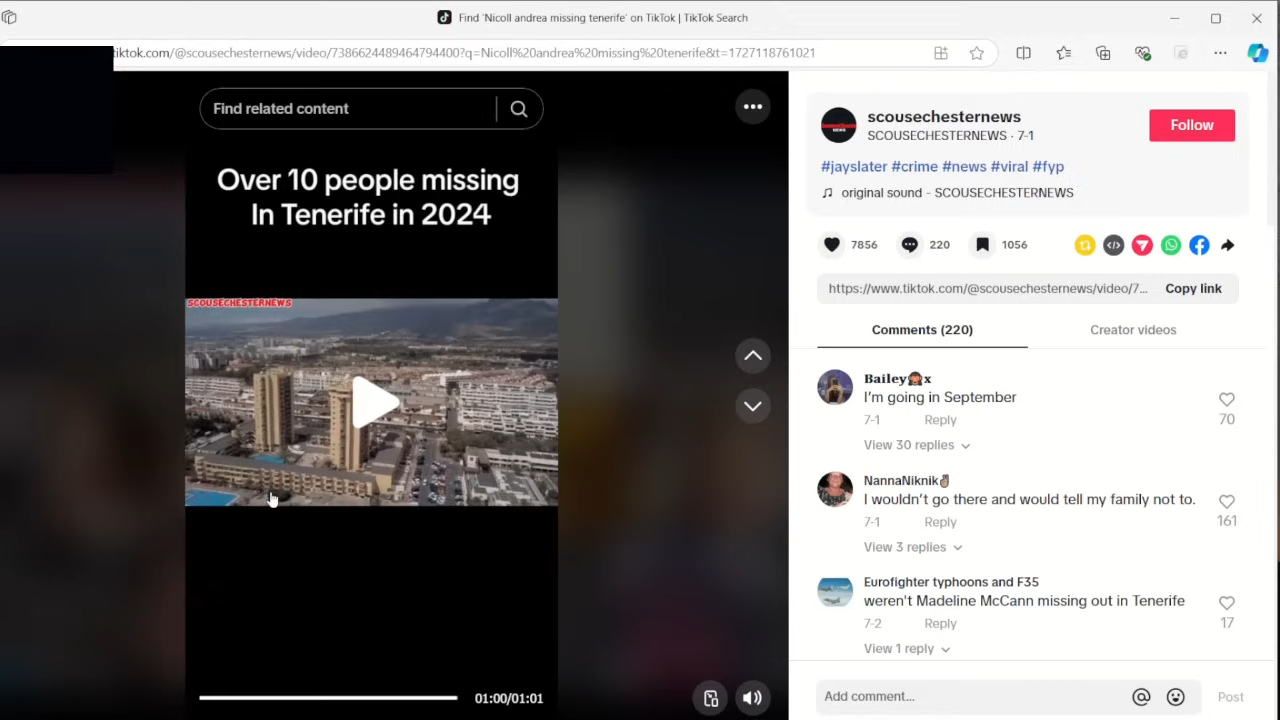 Find 'Nicoll andrea missing tenerife' on TikTok | TikTok Search
tiktok.com/@scousechesternews/video/7386624489464794400?q=Nicoll%20andrea%20missing%20tenerife&t=1727118761021
Find related content
Over 10 people missing
In Tenerife in 2024
SCOUSECHESTERNEWS
01:00/01:01
scousechesternews
SCOUSECHESTERNEWS · 7-1
Follow
#jayslater #crime #news #viral #fyp
original sound - SCOUSECHESTERNEWS
7856
220
1056
https://www.tiktok.com/@scousechesternews/video/7...
Copy link
Comments (220)
Creator videos
Bailey🙊x
I'm going in September
70
7-1 Reply
View 30 replies
NannaNiknik✌🏽
I wouldn't go there and would tell my family not to.
161
7-1 Reply
View 3 replies
Eurofighter typhoons and F35
weren't Madeline McCann missing out in Tenerife
17
7-2 Reply
View 1 reply
Add comment...
Post